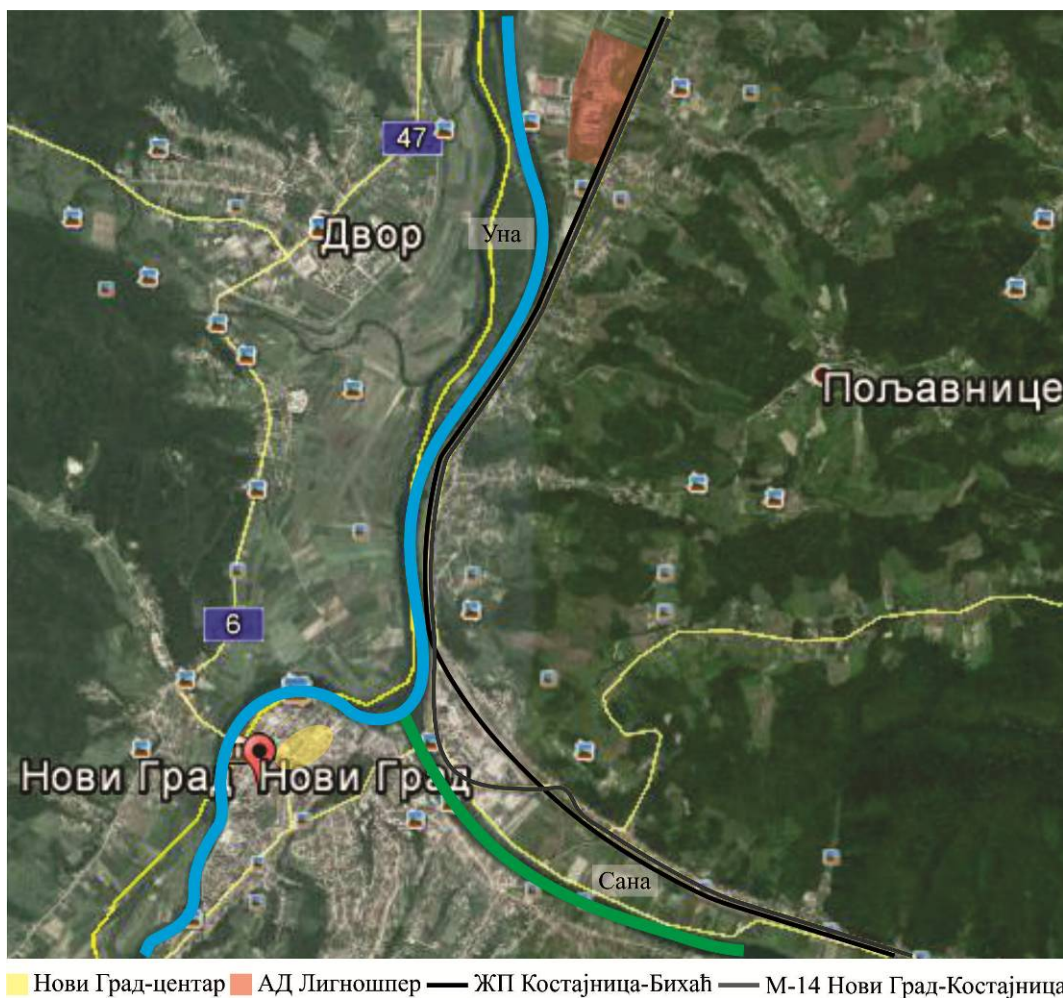 47
Уна
Двор
Пољавнице
6
Нови Град Нови Град
Сана
Нови Град-центар АД Лигношпер ЖП Костајница-Бихаћ М-14 Нови Град-Костајница